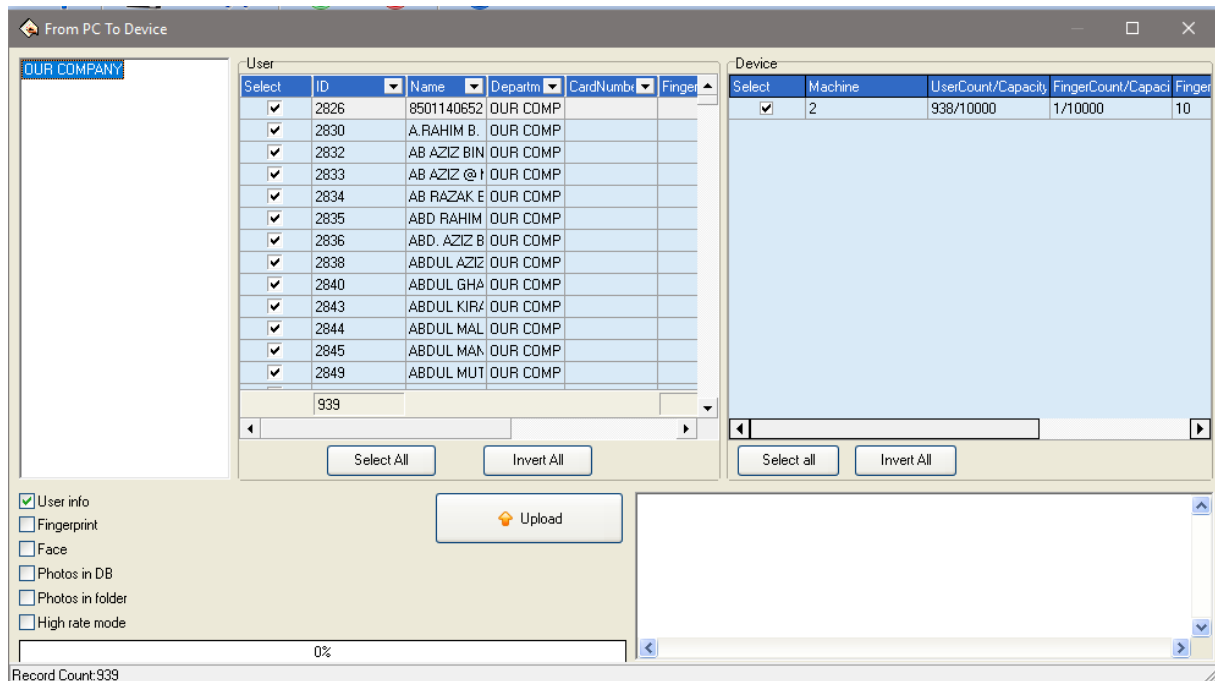 From PC To Device
OUR COMPANY
User
Select ID Name Departm CardNumbe Finger
2826 8501140652 OUR COMP
2830 A.RAHIM B. OUR COMP
2832 AB AZIZ BIN OUR COMP
2833 AB AZIZ @ OUR COMP
2834 AB RAZAK OUR COMP
2835 ABD RAHIM OUR COMP
2836 ABD. AZIZ B OUR COMP
2838 ABDUL AZIZ OUR COMP
2840 ABDUL GHA OUR COMP
2843 ABDUL KIRA OUR COMP
2844 ABDUL MAL OUR COMP
2845 ABDUL MAN OUR COMP
2849 ABDUL MUT OUR COMP
939
Select All Invert All
Device
Select Machine UserCount/Capacity FingerCount/Capaci Finger
2 938/10000 1/10000 10
Select all Invert All
User info
Fingerprint
Face
Photos in DB
Photos in folder
High rate mode
Upload
0%
Record Count:939